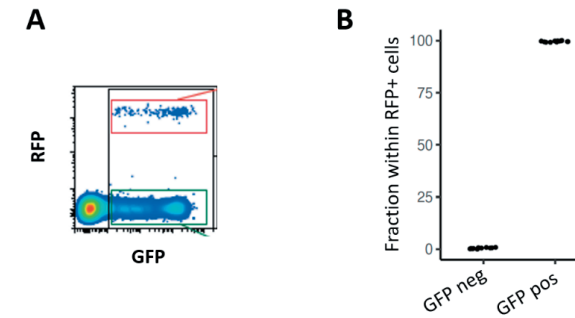 A
RFP
GFP
B
Fraction within RFP+ cells
100
75
50
25
0
GFP neg
GFP pos